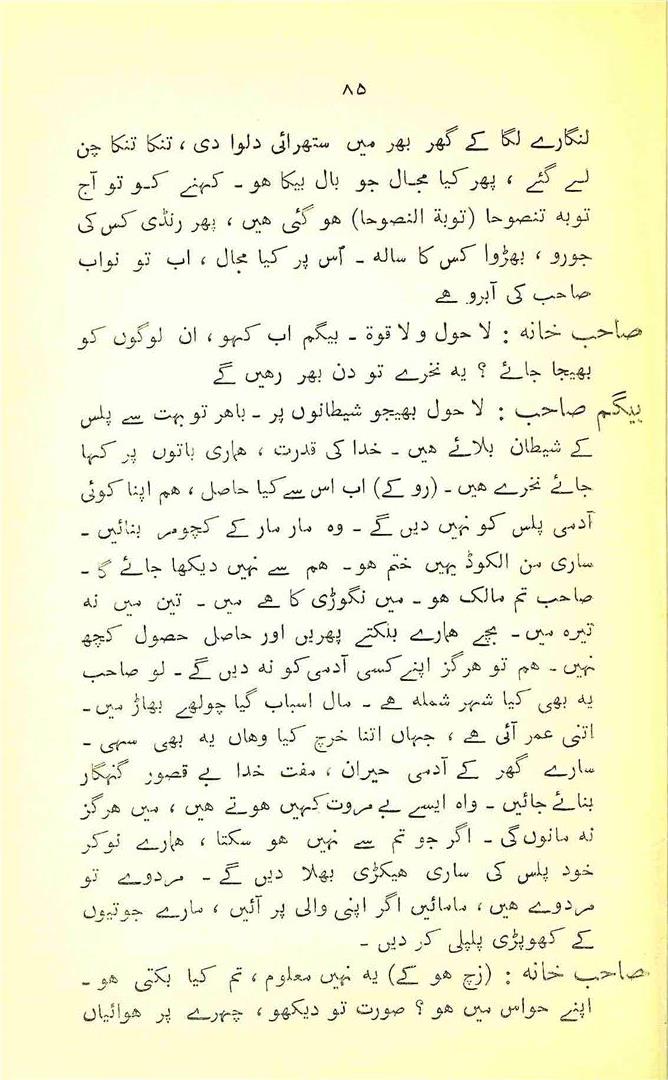 ۸۵
لنگارے لگا کے گھر بھر میں ستھرائی دلوا دی ، تنکا تنکا چن
لیے گئے ، پھر کیا مجال جو بال بیکا ہو ۔ کہنے کو تو آج
توبہ تنصوحا (توبة النصوحا) ہو گئی ہیں ، پھر رنڈی کس کی
جورو ، بھڑوا کس کا سالہ ۔ اُس پر کیا مجال ، اب تو نواب
صاحب کی آبرو ہے
صاحب خانہ : لا حول و لا قوة ۔ بیگم اب کہو ، ان لوگوں کو
بھیجا جائے ؟ یہ نخرے تو دن بھر رہیں گے
بیگم صاحب : لا حول بھیجو شیطانوں پر ۔ باہر تو بہت سے پلس
کے شیطان بلائے ہیں ۔ خدا کی قدرت ، ہماری باتوں پر کہا
جائے نخرے ہیں ۔ (رو کے) اب اس سے کیا حاصل ، ہم اپنا کوئی
آدمی پلس کو نہیں دیں گے ۔ وہ مار مار کے کچومر بنائیں ۔
ساری من الکوڈ یہیں ختم ہو ۔ ہم سے نہیں دیکھا جائے گا ۔
صاحب تم مالک ہو ۔ میں نگوڑی کا ہے میں ۔ تین میں نہ
تیرہ میں ۔ بچے ہمارے بلکتے پھریں اور حاصل حصول کچھ
نہیں ۔ ہم تو ہرگز اپنے کسی آدمی کو نہ دیں گے ۔ لو صاحب
یہ بھی کیا شہر شملہ ہے ۔ مال اسباب گیا چولھے بھاڑ میں ۔
اتنی عمر آئی ہے ، جہاں اتنا خرچ کیا وہاں یہ بھی سہی ۔
سارے گھر کے آدمی حیران ، مفت خدا بے قصور گنہگار
بنائے جائیں ۔ واہ ایسے بے مروت کہیں ہوتے ہیں ، میں ہرگز
نہ مانوں گی ۔ اگر جو تم سے نہیں ہو سکتا ، ہمارے نوکر
خود پلس کی ساری ہیکڑی بھلا دیں گے ۔ مردوے تو
مردوے ہیں ، مامائیں اگر اپنی والی پر آئیں ، مارے جوتیوں
کے کھوپڑی پلپلی کر دیں ۔
صاحب خانہ : (زچ ہو کے) یہ نہیں معلوم ، تم کیا بکتی ہو ۔
اپنے حواس میں ہو ؟ صورت تو دیکھو ، چہرے پر ہوائیاں